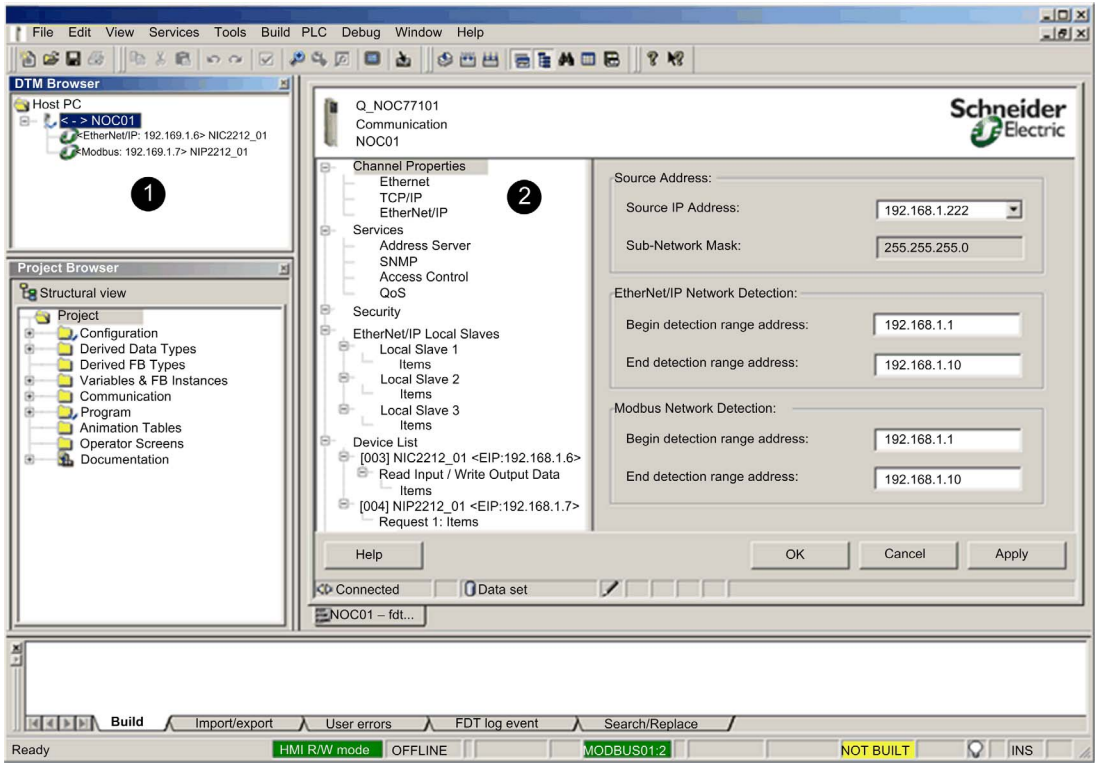 File Edit View Services Tools Build PLC Debug Window Help
DTM Browser
Host PC
< - > NOC01
<EtherNet/IP: 192.169.1.6> NIC2212_01
<Modbus: 192.169.1.7> NIP2212_01
1
Project Browser
Structural view
Project
Configuration
Derived Data Types
Derived FB Types
Variables & FB Instances
Communication
Program
Animation Tables
Operator Screens
Documentation
Q_NOC77101
Communication
NOC01
Schneider
Electric
Channel Properties
Ethernet
TCP/IP
EtherNet/IP
Services
Address Server
SNMP
Access Control
QoS
Security
EtherNet/IP Local Slaves
Local Slave 1
Items
Local Slave 2
Items
Local Slave 3
Items
Device List
[003] NIC2212_01 <EIP:192.168.1.6>
Read Input / Write Output Data
Items
[004] NIP2212_01 <EIP:192.168.1.7>
Request 1: Items
2
Source Address:
Source IP Address: 192.168.1.222
Sub-Network Mask: 255.255.255.0
EtherNet/IP Network Detection:
Begin detection range address: 192.168.1.1
End detection range address: 192.168.1.10
Modbus Network Detection:
Begin detection range address: 192.168.1.1
End detection range address: 192.168.1.10
Help OK Cancel Apply
Connected Data set
NOC01 – fdt...
Build Import/export User errors FDT log event Search/Replace
Ready HMI R/W mode OFFLINE MODBUS01:2 NOT BUILT INS